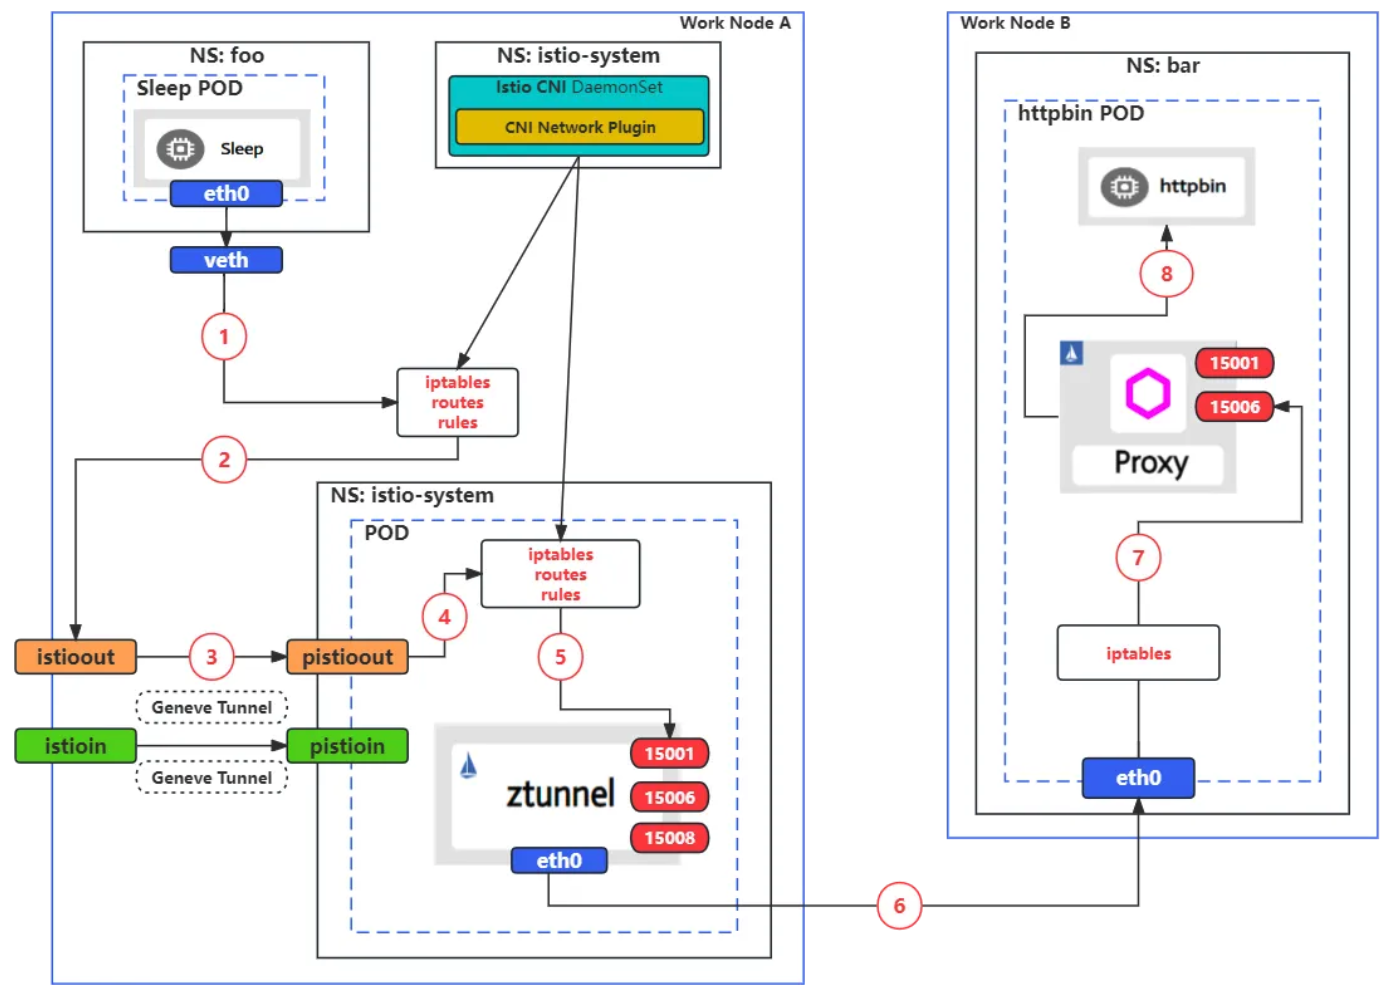 Work Node A
NS: foo
Sleep POD
Sleep
eth0
veth
NS: istio-system
Istio CNI DaemonSet
CNI Network Plugin
1
iptables
routes
rules
2
NS: istio-system
POD
iptables
routes
rules
4
5
istioout
3
pistioout
Geneve Tunnel
istioin
pistioin
Geneve Tunnel
ztunnel
15001
15006
15008
eth0
6
Work Node B
NS: bar
httpbin POD
httpbin
8
15001
15006
Proxy
7
iptables
eth0